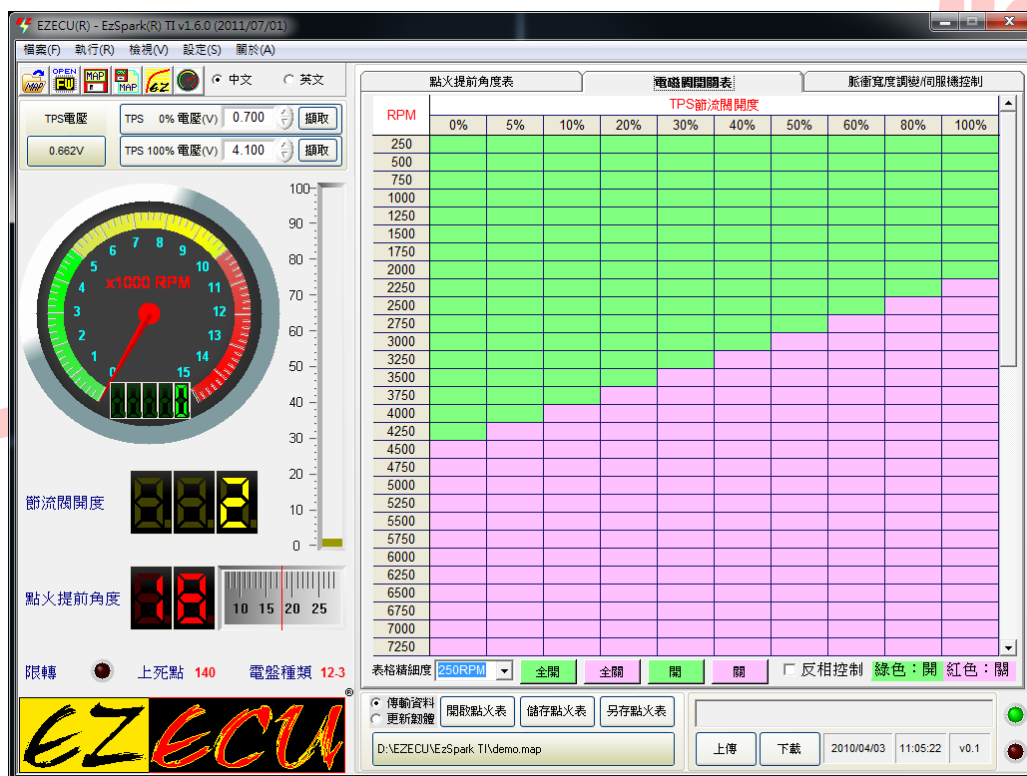 EZECU(R) - EzSpark(R) TI v1.6.0 (2011/07/01)
檔案(F) 執行(R) 檢視(V) 設定(S) 關於(A)
OPEN MAP MAP EZ 中文 英文
TPS電壓 TPS 0% 電壓(V) 0.700 擷取
0.662V TPS 100% 電壓(V) 4.100 擷取
0 1 2 3 4 5 6 7 8 9 10 11 12 13 14 15
x1000 RPM
0
100
90
80
70
60
50
40
30
20
10
0
節流閥開度 2
點火提前角度 18 10 15 20 25
限轉 上死點 140 電盤種類 12-3
EZECU®
點火提前角度表 電磁閥開關表 脈衝寬度調變/伺服機控制
RPM TPS節流閥開度
0% 5% 10% 20% 30% 40% 50% 60% 80% 100%
250
500
750
1000
1250
1500
1750
2000
2250
2500
2750
3000
3250
3500
3750
4000
4250
4500
4750
5000
5250
5500
5750
6000
6250
6500
6750
7000
7250
表格精細度 250RPM 全開 全關 開 關 反相控制 綠色：開 紅色：關
傳輸資料
更新韌體
開啟點火表 儲存點火表 另存點火表
D:\EZECU\EzSpark TI\demo.map
上傳 下載 2010/04/03 11:05:22 v0.1